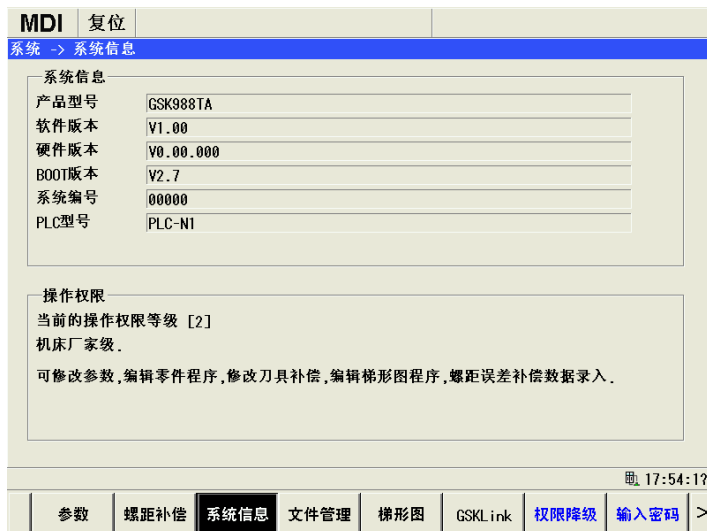 MDI 复位
系统 -> 系统信息
系统信息
产品型号 GSK988TA
软件版本 V1.00
硬件版本 V0.00.000
BOOT版本 V2.7
系统编号 00000
PLC型号 PLC-N1
操作权限
当前的操作权限等级 [2]
机床厂家级.
可修改参数,编辑零件程序,修改刀具补偿,编辑梯形图程序,螺距误差补偿数据录入.
17:54:1?
参数 螺距补偿 系统信息 文件管理 梯形图 GSKLink 权限降级 输入密码 >